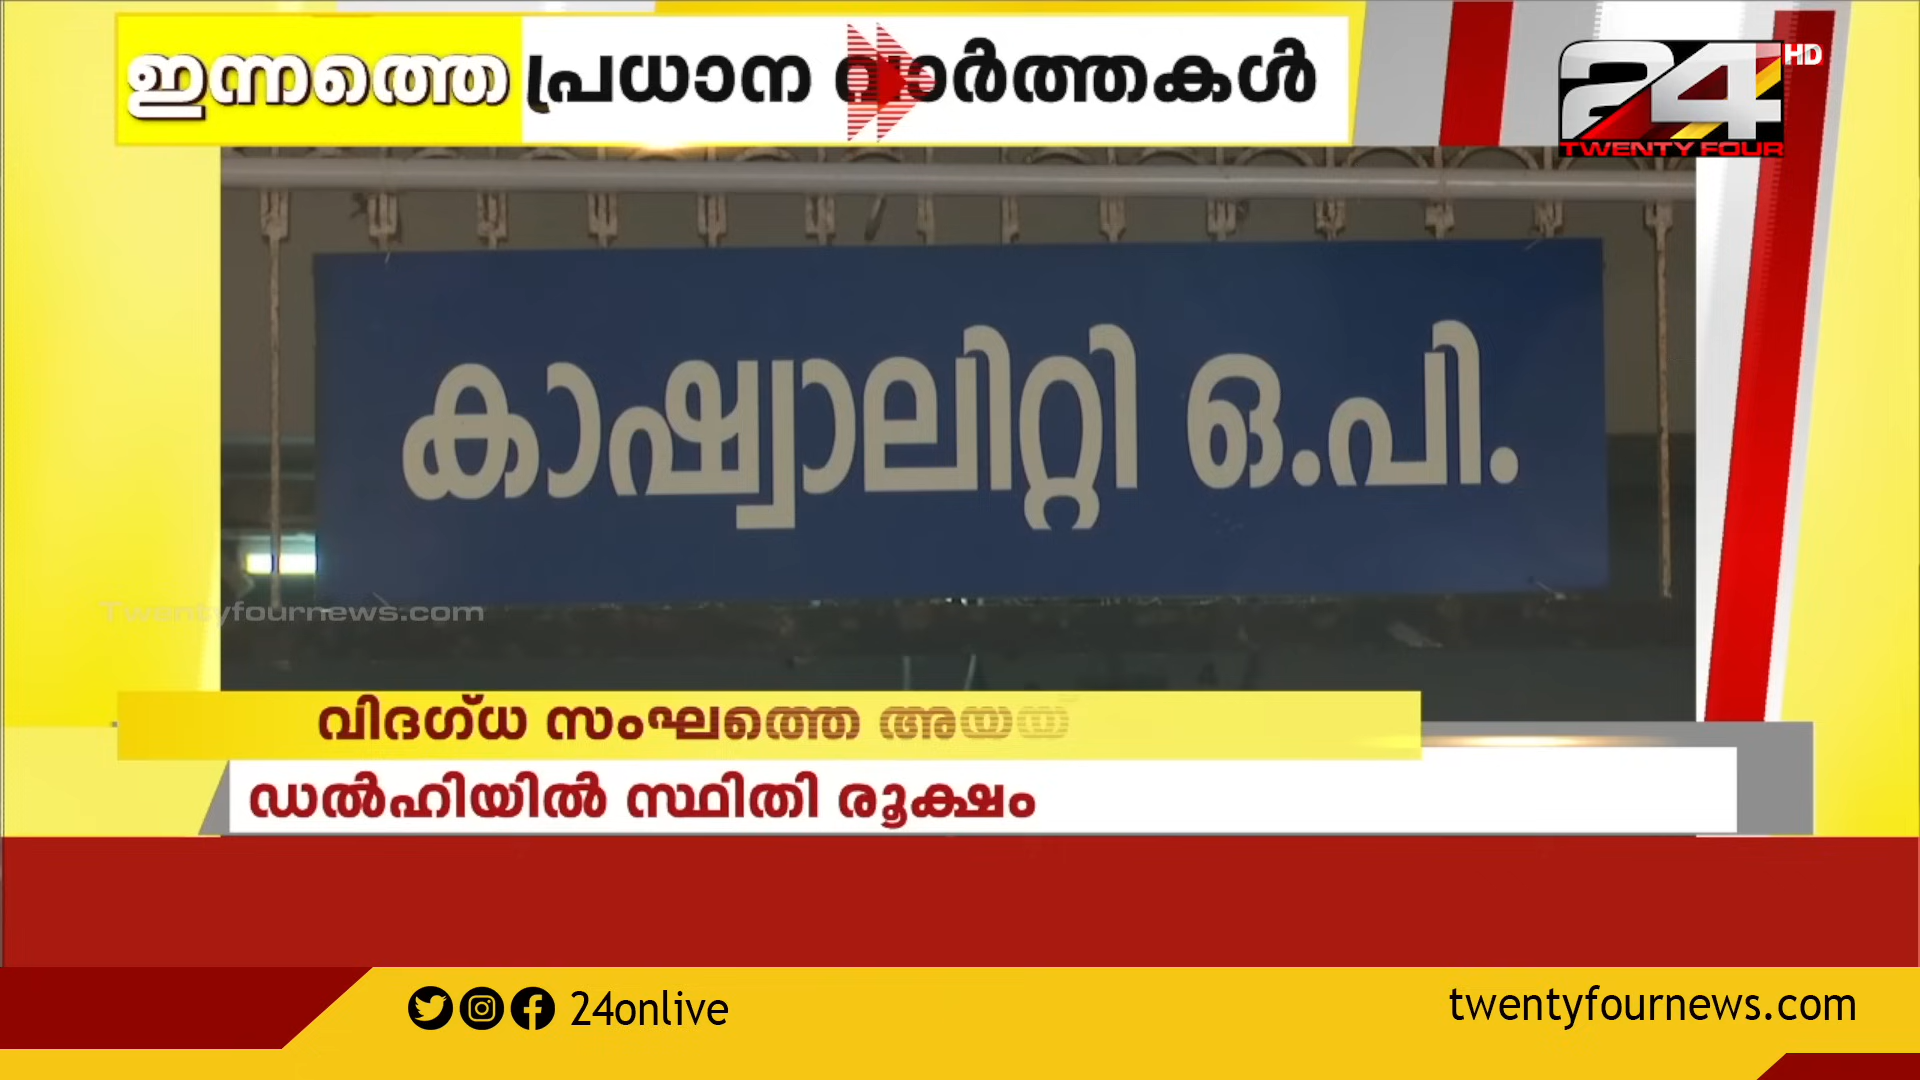 ഇന്നത്തെ പ്രധാന വാർത്തകൾ
24 HD
TWENTY FOUR
കാഷ്വാലിറ്റി ഒ.പി.
Twentyfournews.com
വിദഗ്ധ സംഘത്തെ
ഡൽഹിയിൽ സ്ഥിതി രൂക്ഷം
24onlive
twentyfournews.com